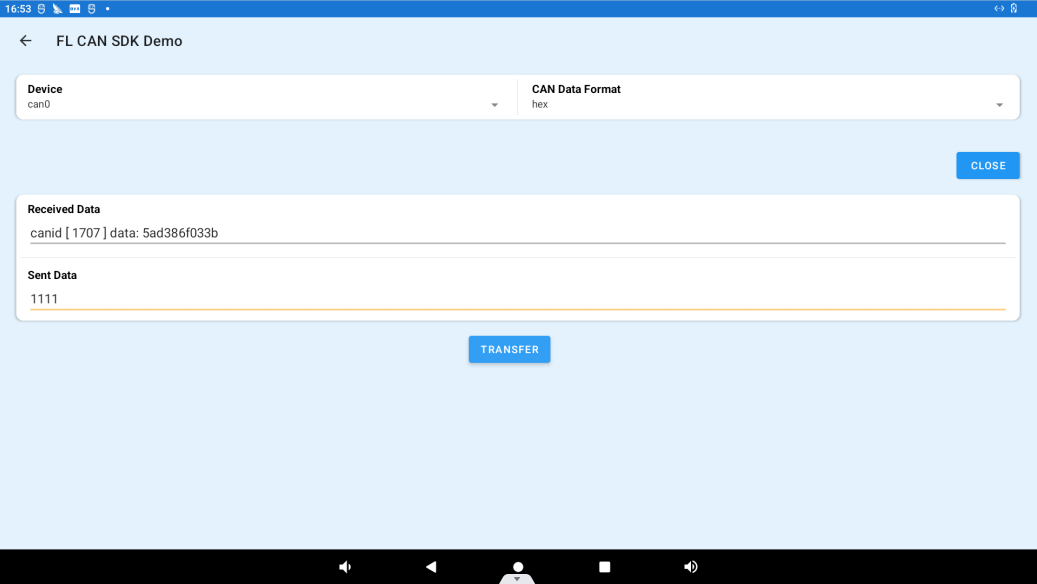 16:53
FL CAN SDK Demo
Device
can0
CAN Data Format
hex
CLOSE
Received Data
canid [ 1707 ] data: 5ad386f033b
Sent Data
1111
TRANSFER